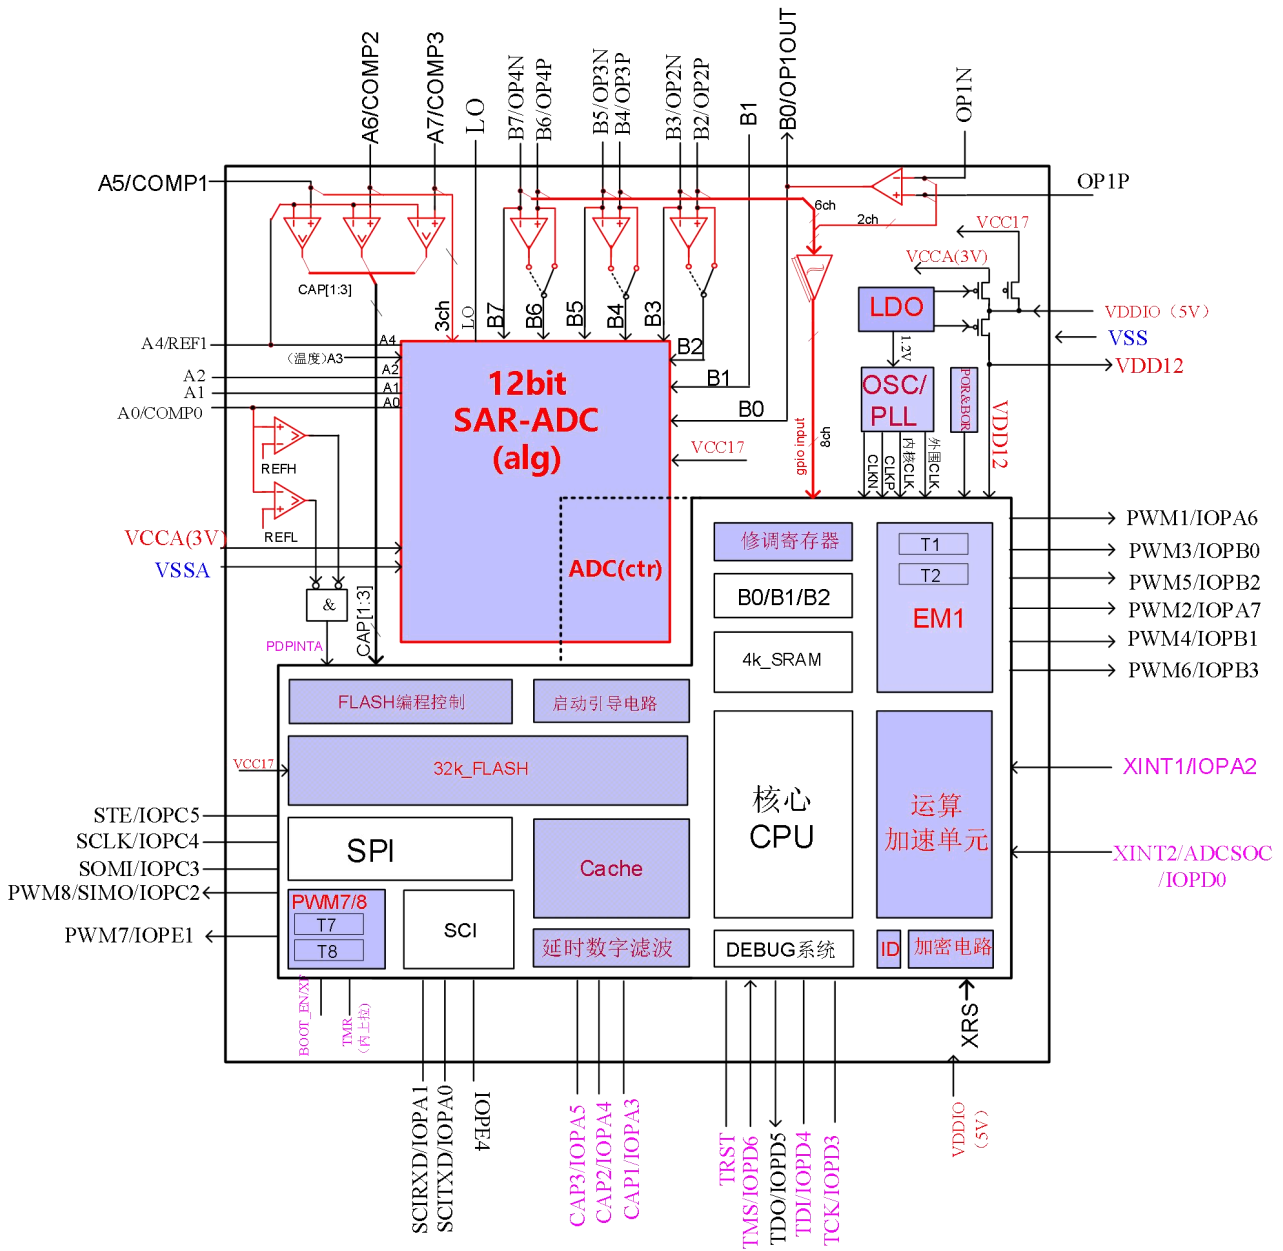 A6/COMP2
A7/COMP3
LO
B7/OP4N
B6/OP4P
B5/OP3N
B4/OP3P
B3/OP2N
B2/OP2P
B1
B0/OP1OUT
OP1N
A5/COMP1
OP1P
6ch
2ch
VCC17
VCCA(3V)
CAP[1:3]
LDO
VDDIO（5V）
3ch
LO
B7
B6
B5
B4
B3
B2
A4/REF1
A4
VSS
1.2V
（温度)A3
A2
A2
VDD12
A1
A1
A0/COMP0
A0
12bit
SAR-ADC
(alg)
B1
B0
VCC17
OSC/
PLL
POR&BOR
VDD12
gpio input
8ch
CLKN
CLKP
内核CLK
外围CLK
REFH
REFL
VCCA(3V)
VSSA
ADC(ctr)
&
PDPINTA
CAP[1:3]
修调寄存器
B0/B1/B2
4k_SRAM
T1
T2
EM1
PWM1/IOPA6
PWM3/IOPB0
PWM5/IOPB2
PWM2/IOPA7
PWM4/IOPB1
PWM6/IOPB3
FLASH编程控制
启动引导电路
32k_FLASH
VCC17
XINT1/IOPA2
核心
CPU
运算
加速单元
STE/IOPC5
SCLK/IOPC4
SOMI/IOPC3
PWM8/SIMO/IOPC2
PWM7/IOPE1
SPI
Cache
XINT2/ADCSOC
/IOPD0
PWM7/8
T7
T8
SCI
延时数字滤波
DEBUG系统
ID
加密电路
BOOT_EN/XF
TMR
（内上拉)
XRS
SCIRXD/IOPA1
SCITXD/IOPA0
IOPE4
CAP3/IOPA5
CAP2/IOPA4
CAP1/IOPA3
TRST
TMS/IOPD6
TDO/IOPD5
TDI/IOPD4
TCK/IOPD3
VDDIO
（5V）